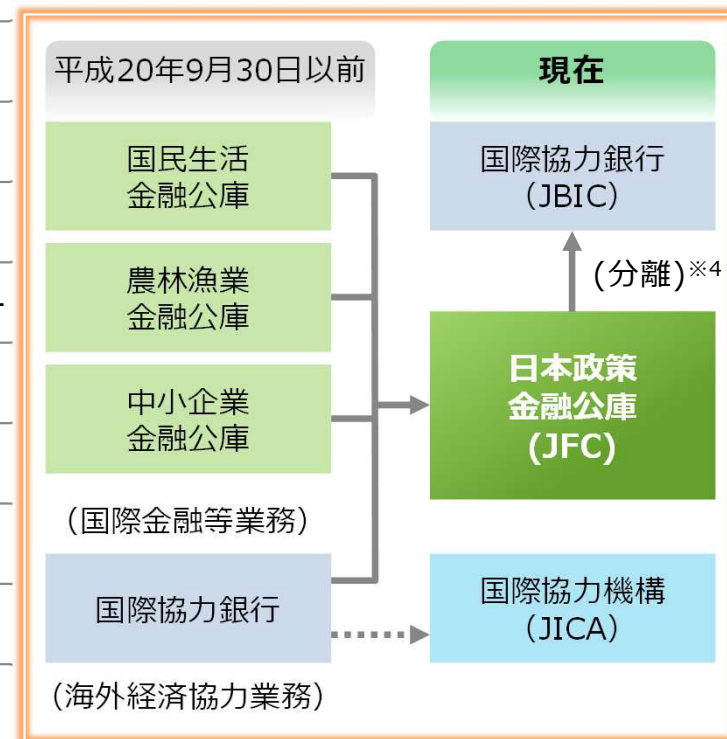 平成20年9月30日以前
国民生活
金融公庫
農林漁業
金融公庫
中小企業
金融公庫
(国際金融等業務)
国際協力銀行
(海外経済協力業務)
現在
国際協力銀行
(JBIC)
(分離)※4
日本政策
金融公庫
(JFC)
国際協力機構
(JICA)